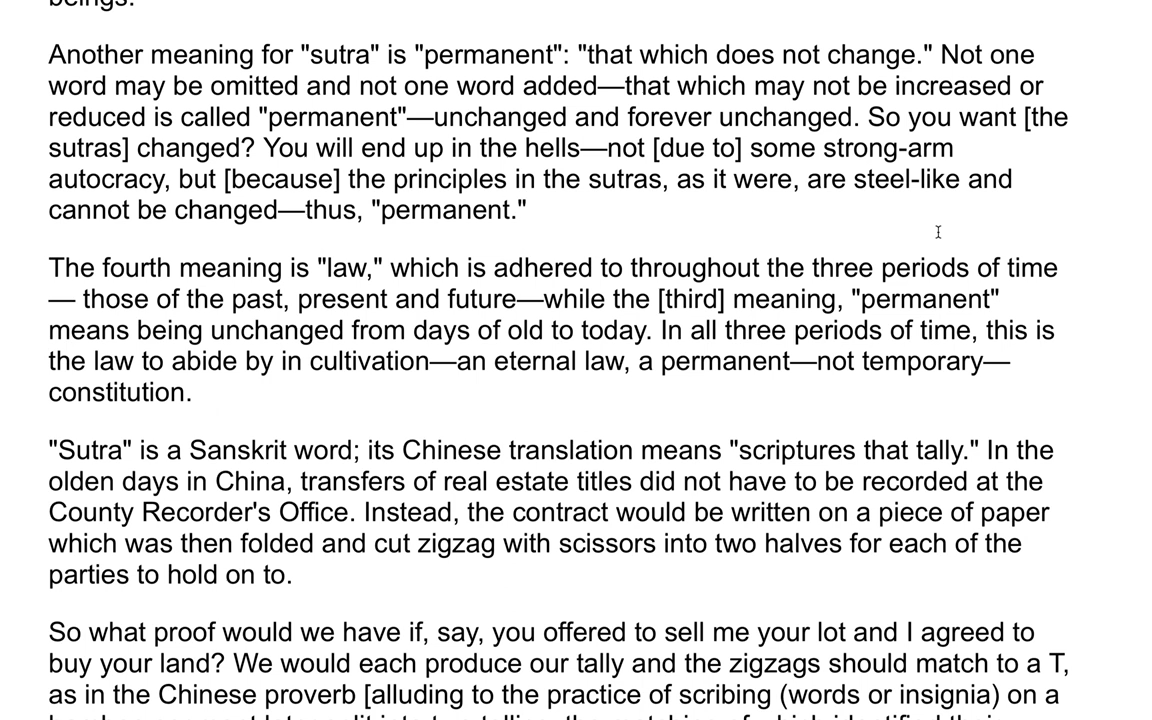 beings.
Another meaning for "sutra" is "permanent": "that which does not change." Not one
word may be omitted and not one word added—that which may not be increased or
reduced is called "permanent"—unchanged and forever unchanged. So you want [the
sutras] changed? You will end up in the hells—not [due to] some strong-arm
autocracy, but [because] the principles in the sutras, as it were, are steel-like and
cannot be changed—thus, "permanent."
The fourth meaning is "law," which is adhered to throughout the three periods of time
— those of the past, present and future—while the [third] meaning, "permanent"
means being unchanged from days of old to today. In all three periods of time, this is
the law to abide by in cultivation—an eternal law, a permanent—not temporary—
constitution.
"Sutra" is a Sanskrit word; its Chinese translation means "scriptures that tally." In the
olden days in China, transfers of real estate titles did not have to be recorded at the
County Recorder's Office. Instead, the contract would be written on a piece of paper
which was then folded and cut zigzag with scissors into two halves for each of the
parties to hold on to.
So what proof would we have if, say, you offered to sell me your lot and I agreed to
buy your land? We would each produce our tally and the zigzags should match to a T,
as in the Chinese proverb [alluding to the practice of scribing (words or insignia) on a